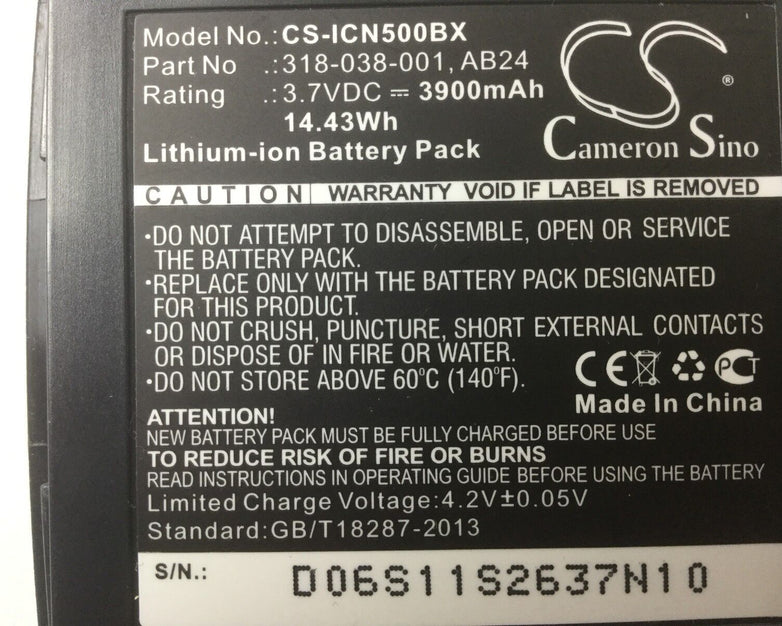 Model No.:CS-ICN500BX
Part No .:318-038-001, AB24
Rating .:3.7VDC ⎓ 3900mAh
14.43Wh
Lithium-ion Battery Pack
CS ®
Cameron Sino
CAUTION WARRANTY VOID IF LABEL IS REMOVED
•DO NOT ATTEMPT TO DISASSEMBLE, OPEN OR SERVICE
THE BATTERY PACK.
•REPLACE ONLY WITH THE BATTERY PACK DESIGNATED
FOR THIS PRODUCT.
•DO NOT CRUSH, PUNCTURE, SHORT EXTERNAL CONTACTS
OR DISPOSE OF IN FIRE OR WATER.
•DO NOT STORE ABOVE 60°C (140°F).
CE PCT
Made In China
ATTENTION!
NEW BATTERY PACK MUST BE FULLY CHARGED BEFORE USE
TO REDUCE RISK OF FIRE OR BURNS
READ INSTRUCTIONS IN OPERATING GUIDE BEFORE USING THE BATTERY
Limited Charge Voltage:4.2V±0.05V
Standard:GB/T18287-2013
S/N.: D06S11S2637N10